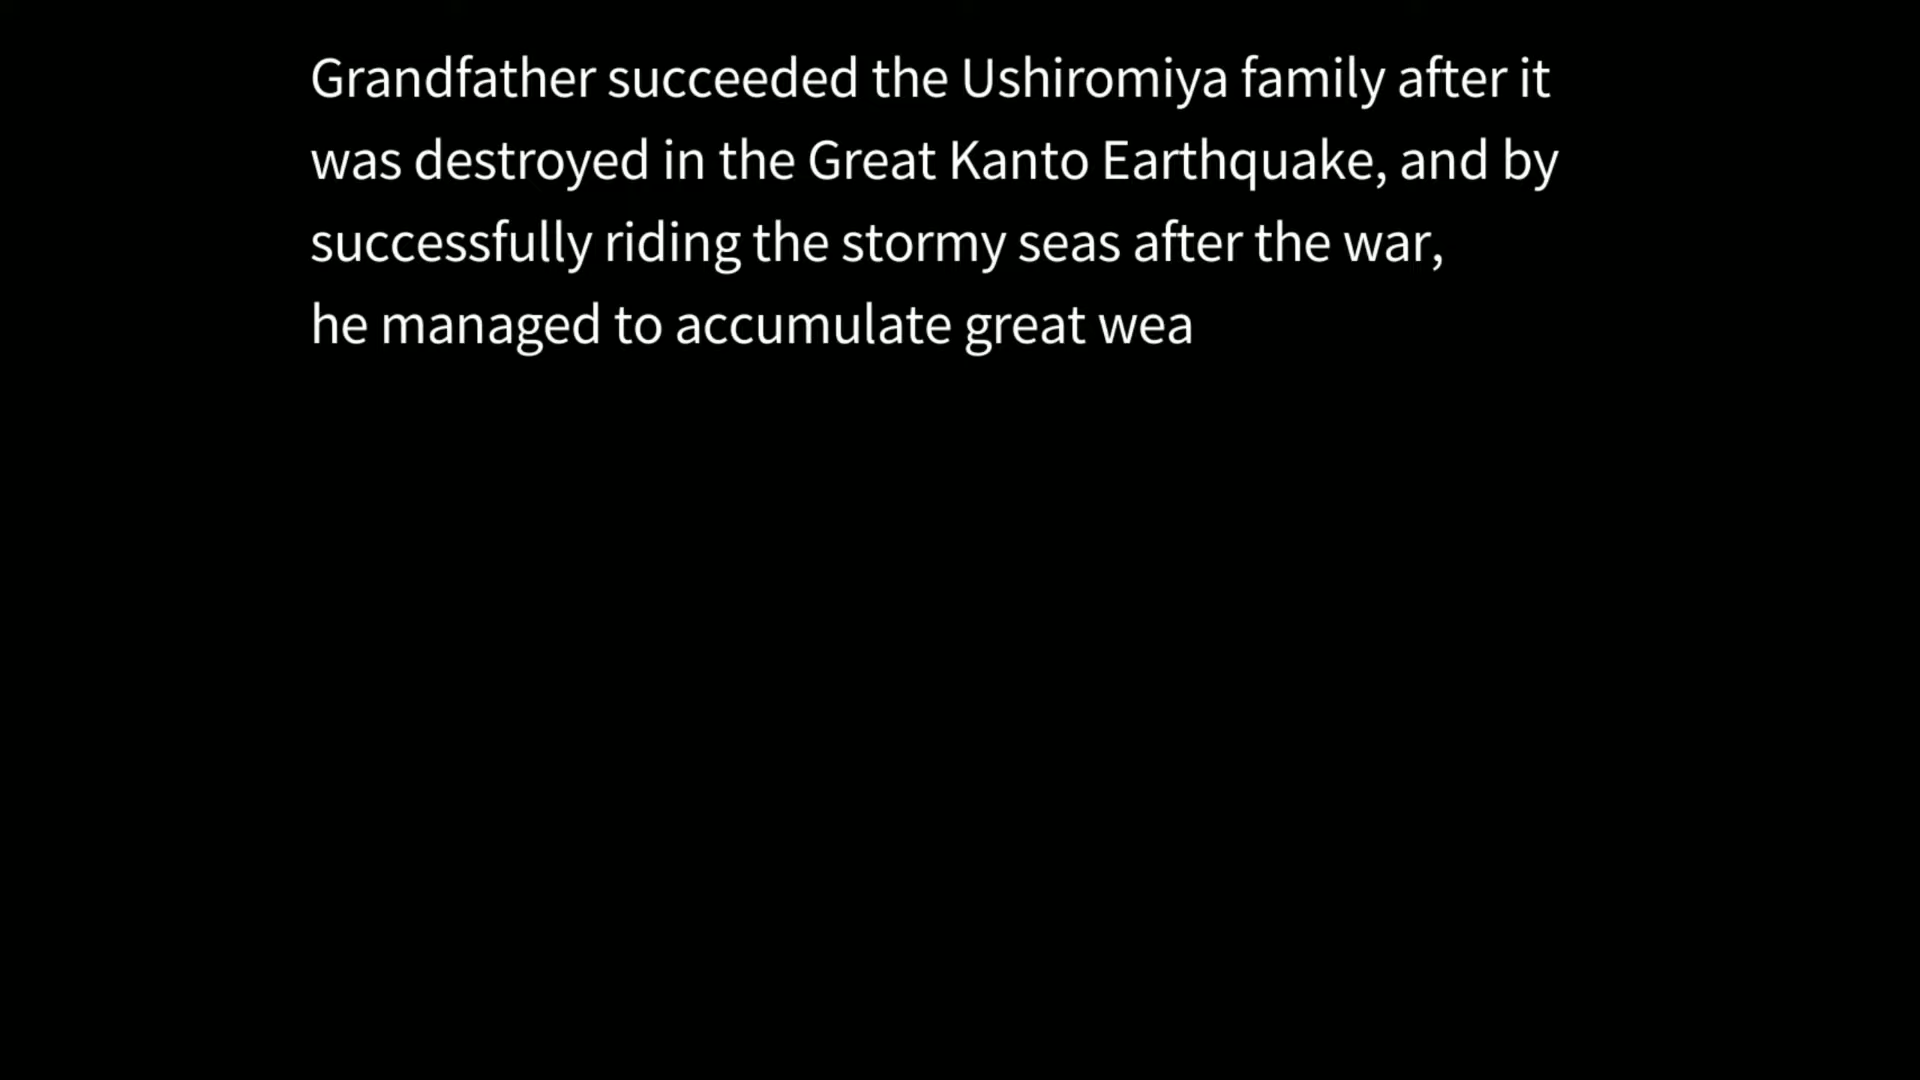 Grandfather succeeded the Ushiromiya family after it
was destroyed in the Great Kanto Earthquake, and by
successfully riding the stormy seas after the war,
he managed to accumulate great wea